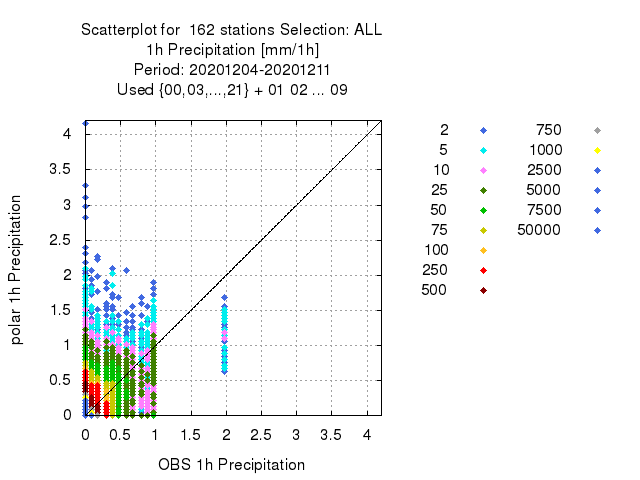 Scatterplot for 162 stations Selection: ALL
1h Precipitation [mm/1h]
Period: 20201204-20201211
Used {00,03,...,21} + 01 02 ... 09
polar 1h Precipitation
4
3.5
3
2.5
2
1.5
1
0.5
0
0 0.5 1 1.5 2 2.5 3 3.5 4
OBS 1h Precipitation
2 750
5 1000
10 2500
25 5000
50 7500
75 50000
100
250
500